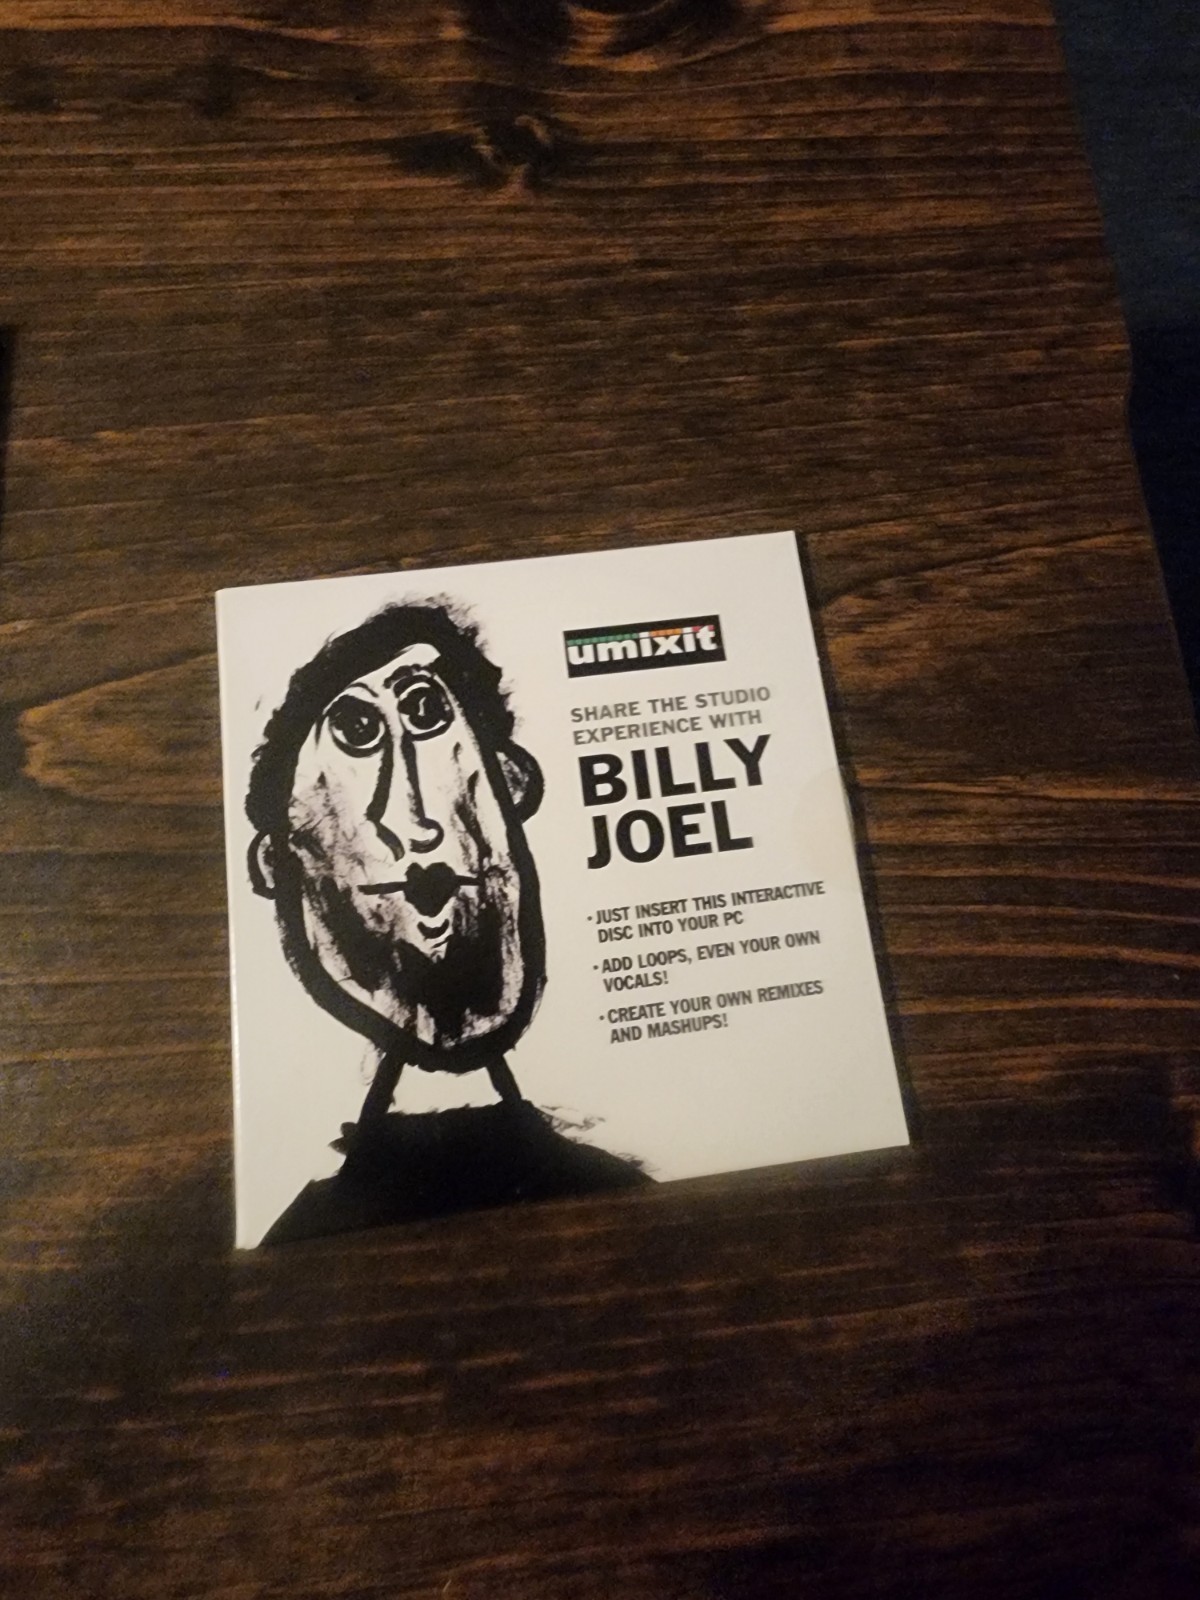 umixit
SHARE THE STUDIO
EXPERIENCE WITH
BILLY
JOEL
• JUST INSERT THIS INTERACTIVE
DISC INTO YOUR PC
• ADD LOOPS, EVEN YOUR OWN
VOCALS!
• CREATE YOUR OWN REMIXES
AND MASHUPS!